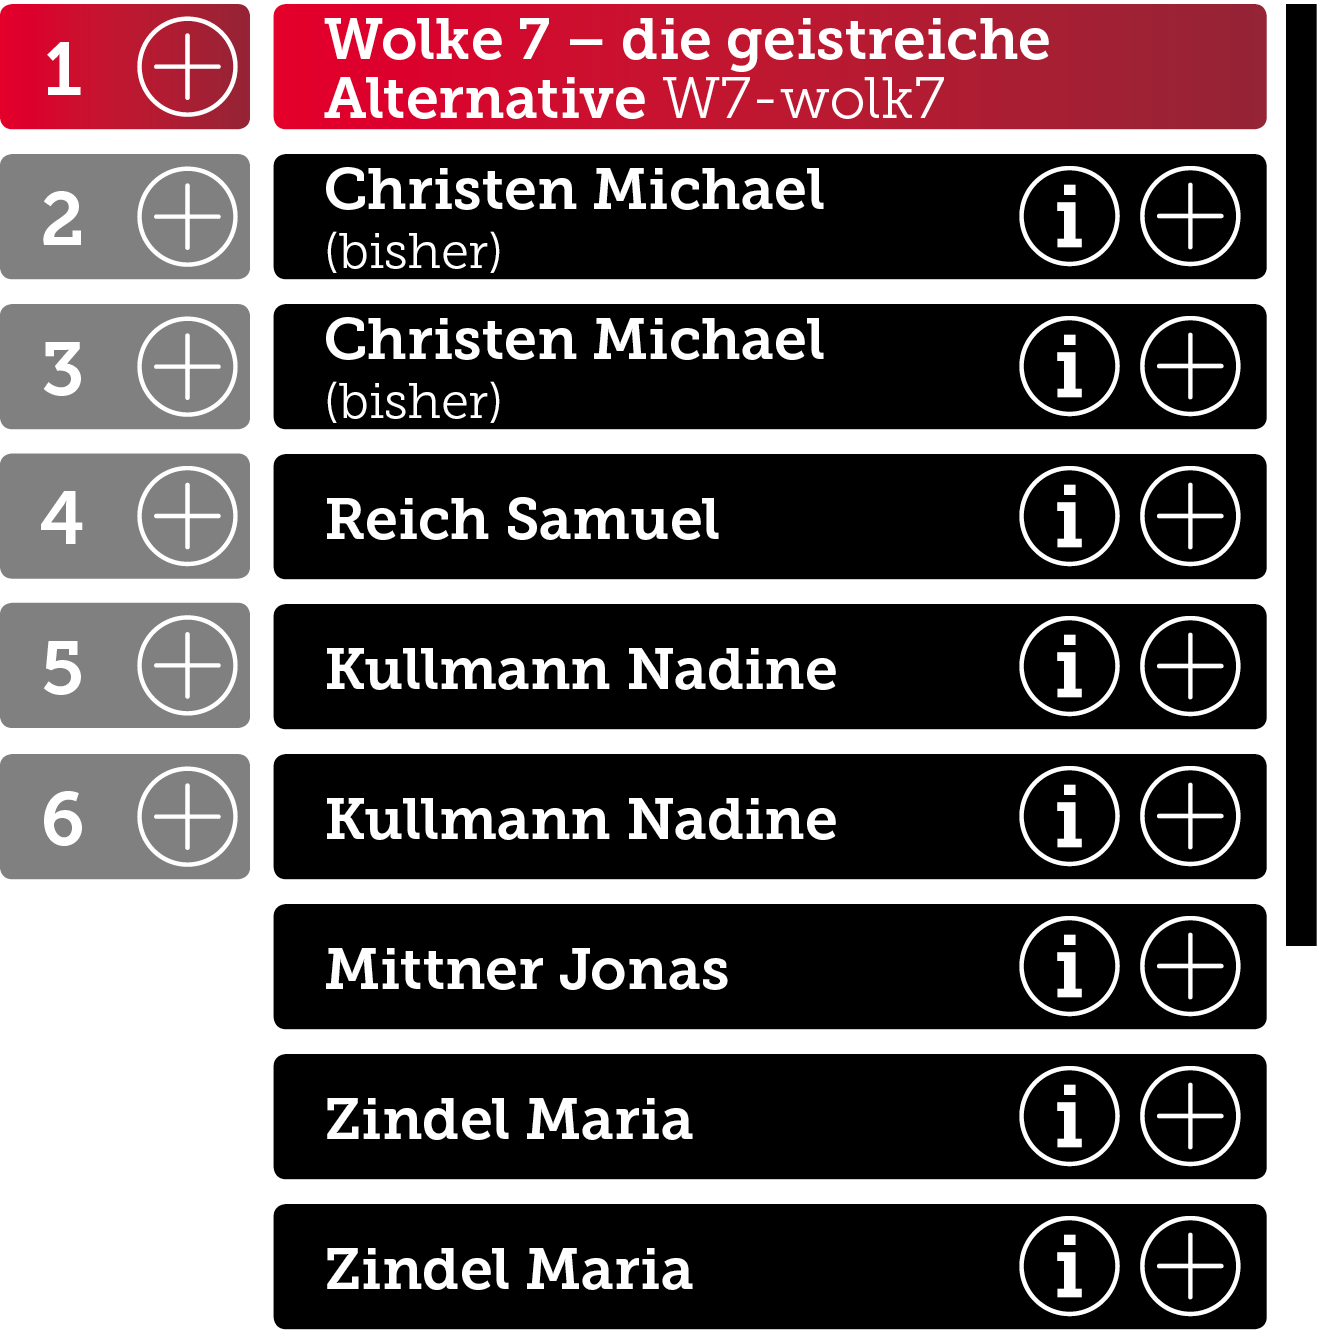 1
Wolke 7 – die geistreiche
Alternative W7-wolk7
2
Christen Michael
(bisher)
3
Christen Michael
(bisher)
4
Reich Samuel
5
Kullmann Nadine
6
Kullmann Nadine
Mittner Jonas
Zindel Maria
Zindel Maria